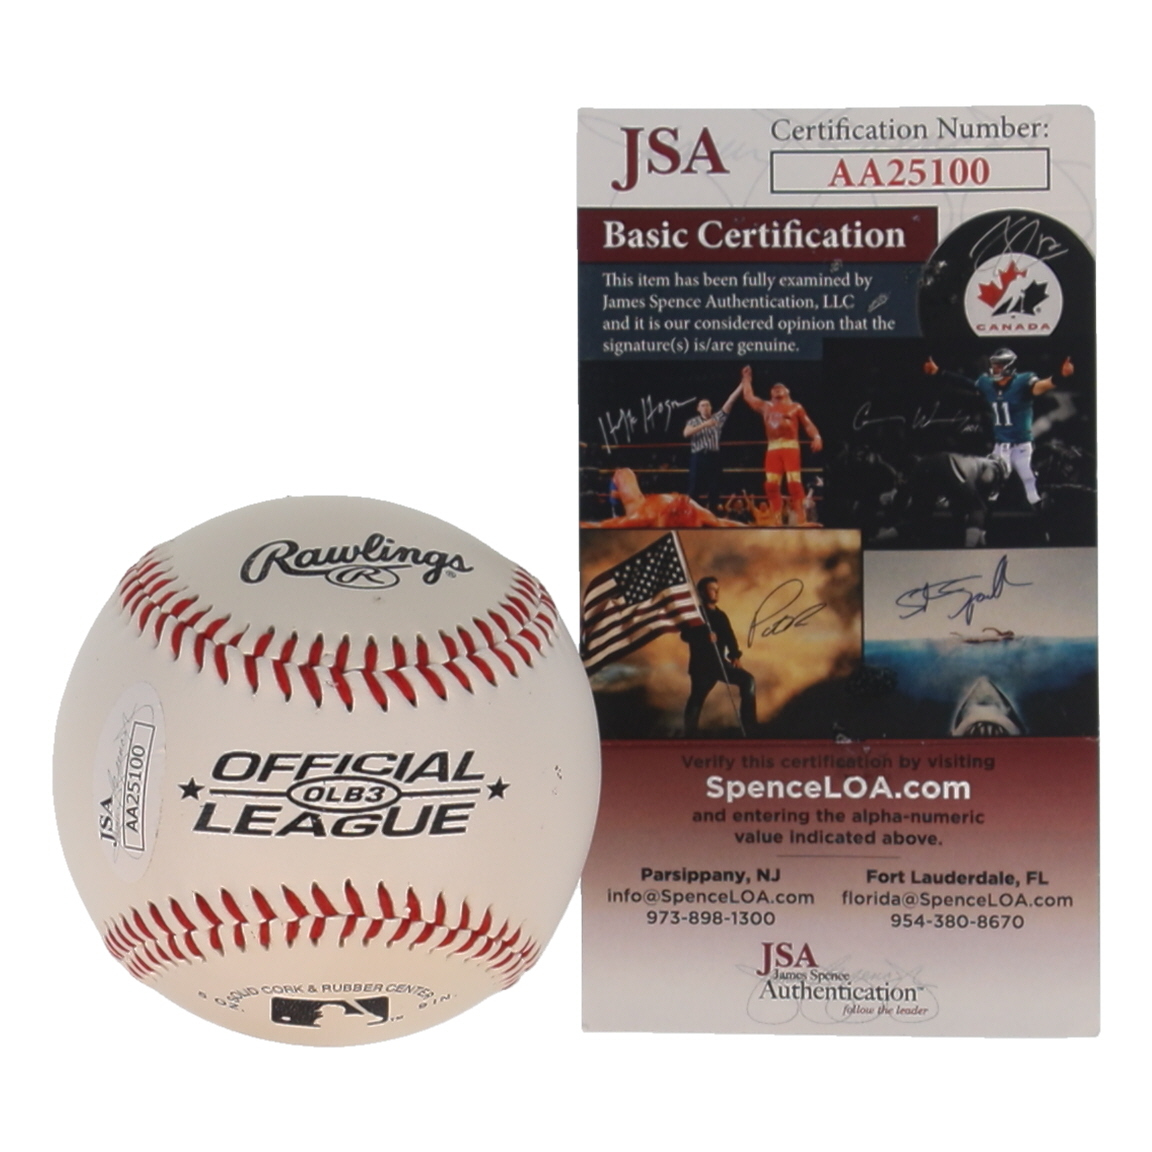 Rawlings
R
OFFICIAL
OLB3
LEAGUE
SOLID CORK & RUBBER CENTER
JSA
AA25100
JSA
Certification Number:
AA25100
Basic Certification
This item has been fully examined by
James Spence Authentication, LLC
and it is our considered opinion that the
signature(s) is/are genuine.
CANADA
Hulk Hogan
11
Verify this certification by visiting
SpenceLOA.com
and entering the alpha-numeric
value indicated above.
Parsippany, NJ
info@SpenceLOA.com
973-898-1300
Fort Lauderdale, FL
florida@SpenceLOA.com
954-380-8670
JSA
James Spence
Authentication™
follow the leader